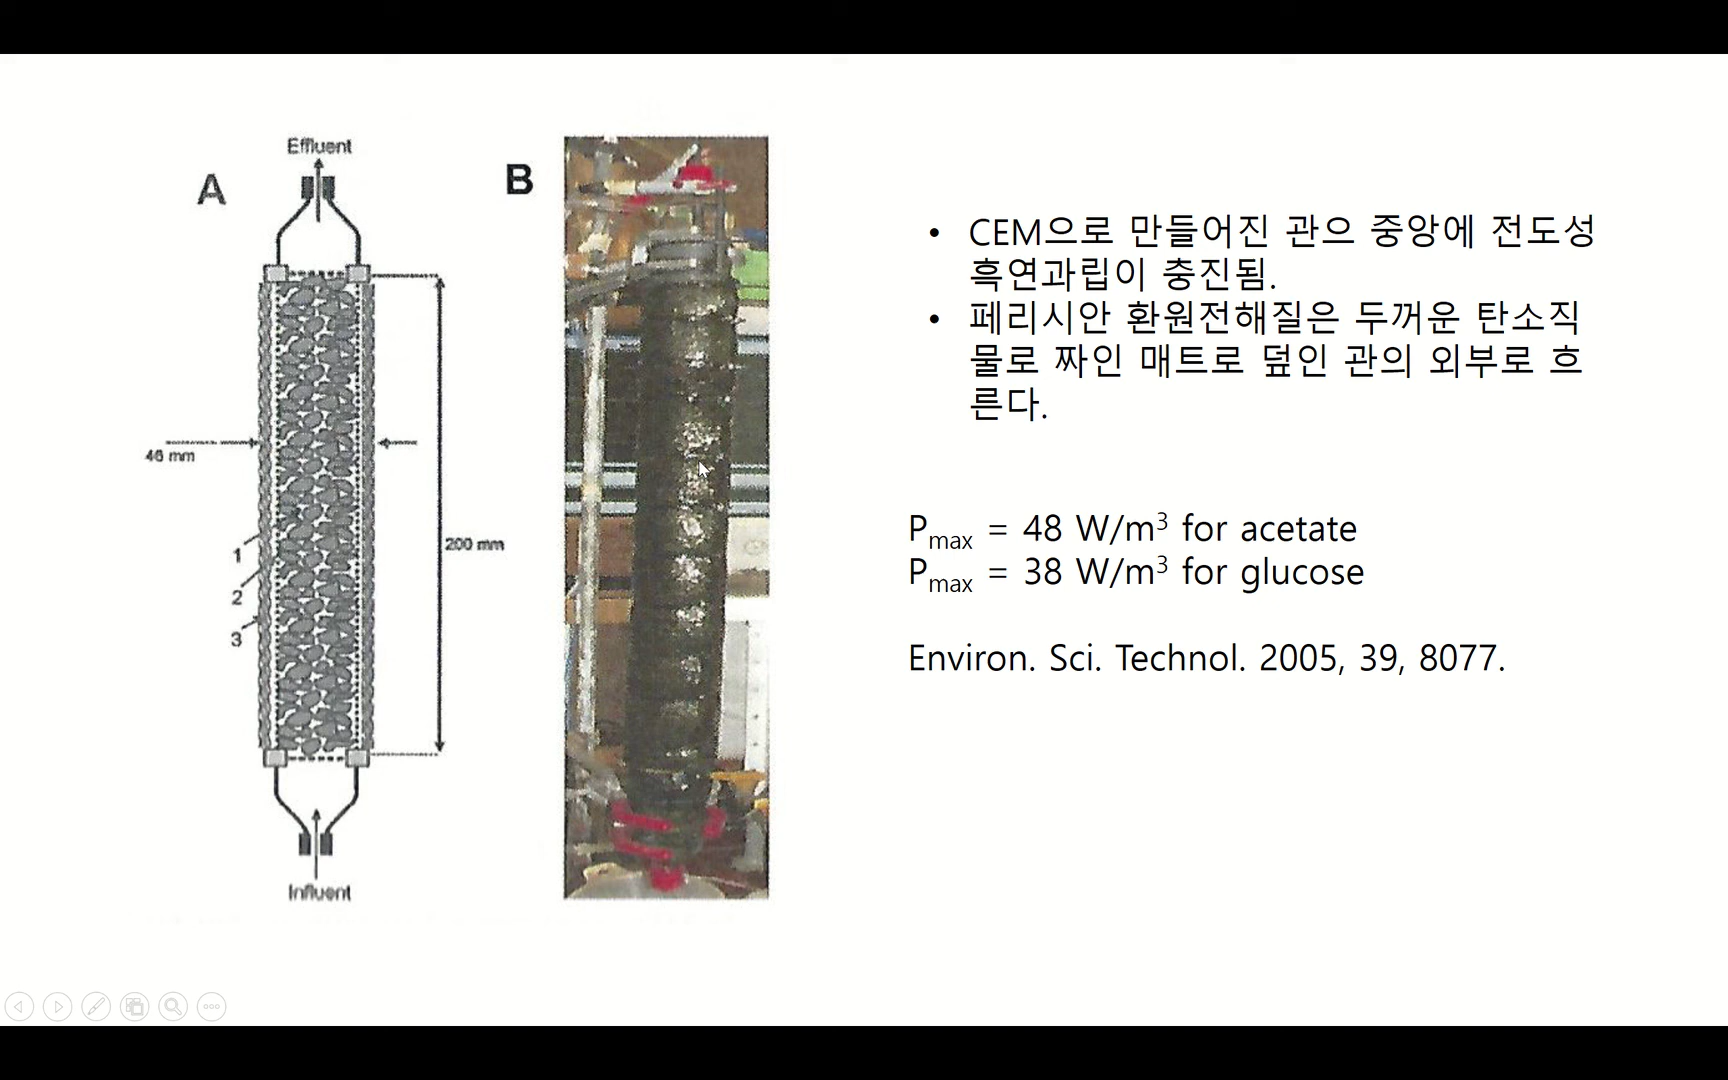 A
Effluent
46 mm
1
2
3
200 mm
Influent
B
• CEM으로 만들어진 관으 중앙에 전도성
흑연과립이 충진됨.
• 페리시안 환원전해질은 두꺼운 탄소직
물로 짜인 매트로 덮인 관의 외부로 흐
른다.
Pmax = 48 W/m³ for acetate
Pmax = 38 W/m³ for glucose
Environ. Sci. Technol. 2005, 39, 8077.